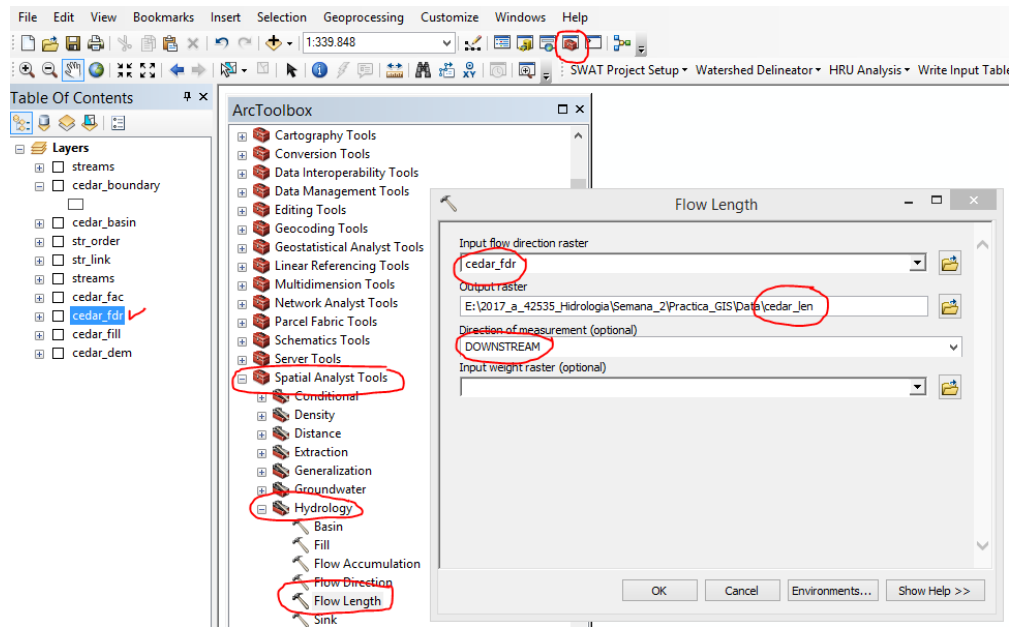 File Edit View Bookmarks Insert Selection Geoprocessing Customize Windows Help
1:339.848
SWAT Project Setup Watershed Delineator HRU Analysis Write Input Table
Table Of Contents
Layers
streams
cedar_boundary
cedar_basin
str_order
str_link
streams
cedar_fac
cedar_fdr
cedar_fill
cedar_dem
ArcToolbox
Cartography Tools
Conversion Tools
Data Interoperability Tools
Data Management Tools
Editing Tools
Geocoding Tools
Geostatistical Analyst Tools
Linear Referencing Tools
Multidimension Tools
Network Analyst Tools
Parcel Fabric Tools
Schematics Tools
Server Tools
Spatial Analyst Tools
Conditional
Density
Distance
Extraction
Generalization
Groundwater
Hydrology
Basin
Fill
Flow Accumulation
Flow Direction
Flow Length
Sink
Flow Length
Input flow direction raster
cedar_fdr
Output raster
E:\2017_a_42535_Hidrologia\Semana_2\Practica_GIS\Data\cedar_len
Direction of measurement (optional)
DOWNSTREAM
Input weight raster (optional)
OK Cancel Environments... Show Help >>